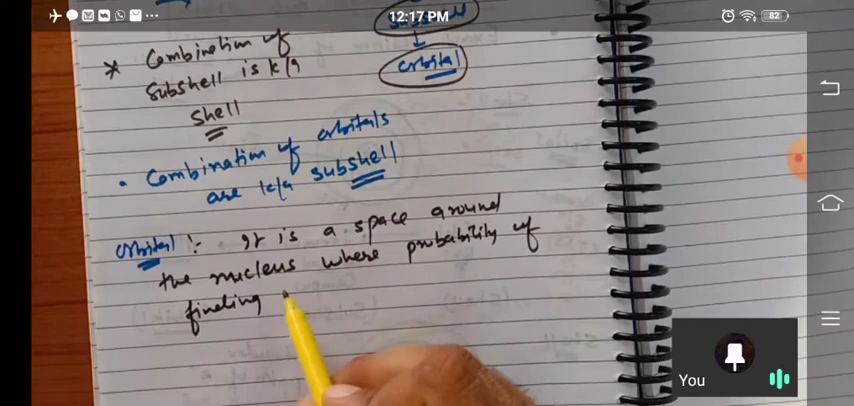 12:17 PM
82
subshell
orbital
* Combination of
subshell is k/a
shell
• Combination of orbitals
are k/a subshell
orbital :- It is a space around
the nucleus where probability of
finding
You